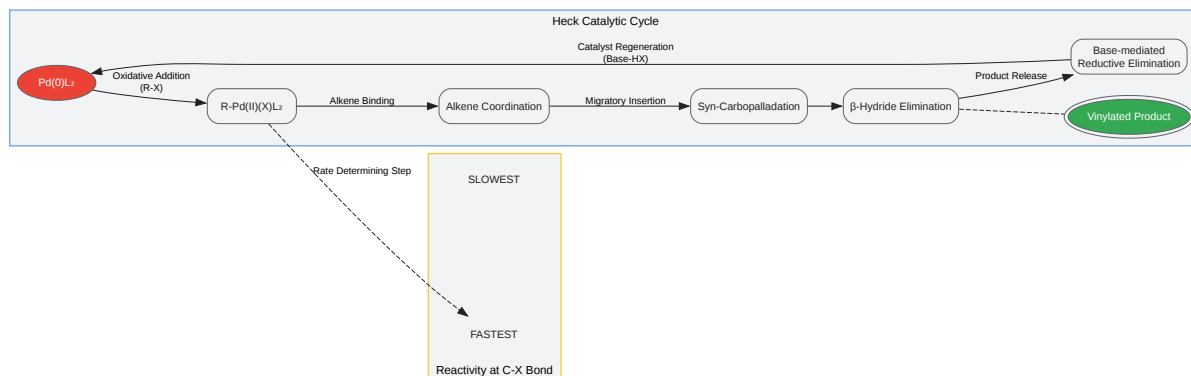 Heck Catalytic Cycle
Catalyst Regeneration
(Base-HX)
Base-mediated
Reductive Elimination
Pd(0)L₂
Oxidative Addition
(R-X)
Product Release
R-Pd(II)(X)L₂
Alkene Binding
Alkene Coordination
Migratory Insertion
Syn-Carbopalladation
β-Hydride Elimination
Vinylated Product
Rate Determining Step
SLOWEST
FASTEST
Reactivity at C-X Bond